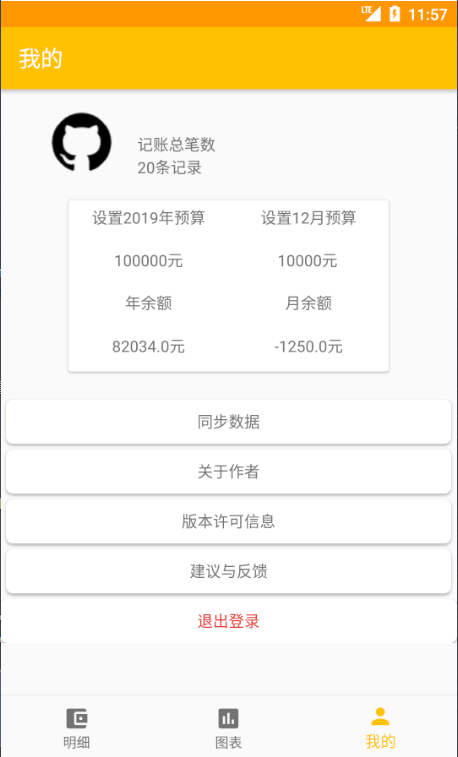 LTE 11:57
我的
记账总笔数
20条记录
设置2019年预算 设置12月预算
100000元 10000元
年余额 月余额
82034.0元 -1250.0元
同步数据
关于作者
版本许可信息
建议与反馈
退出登录
明细 图表 我的